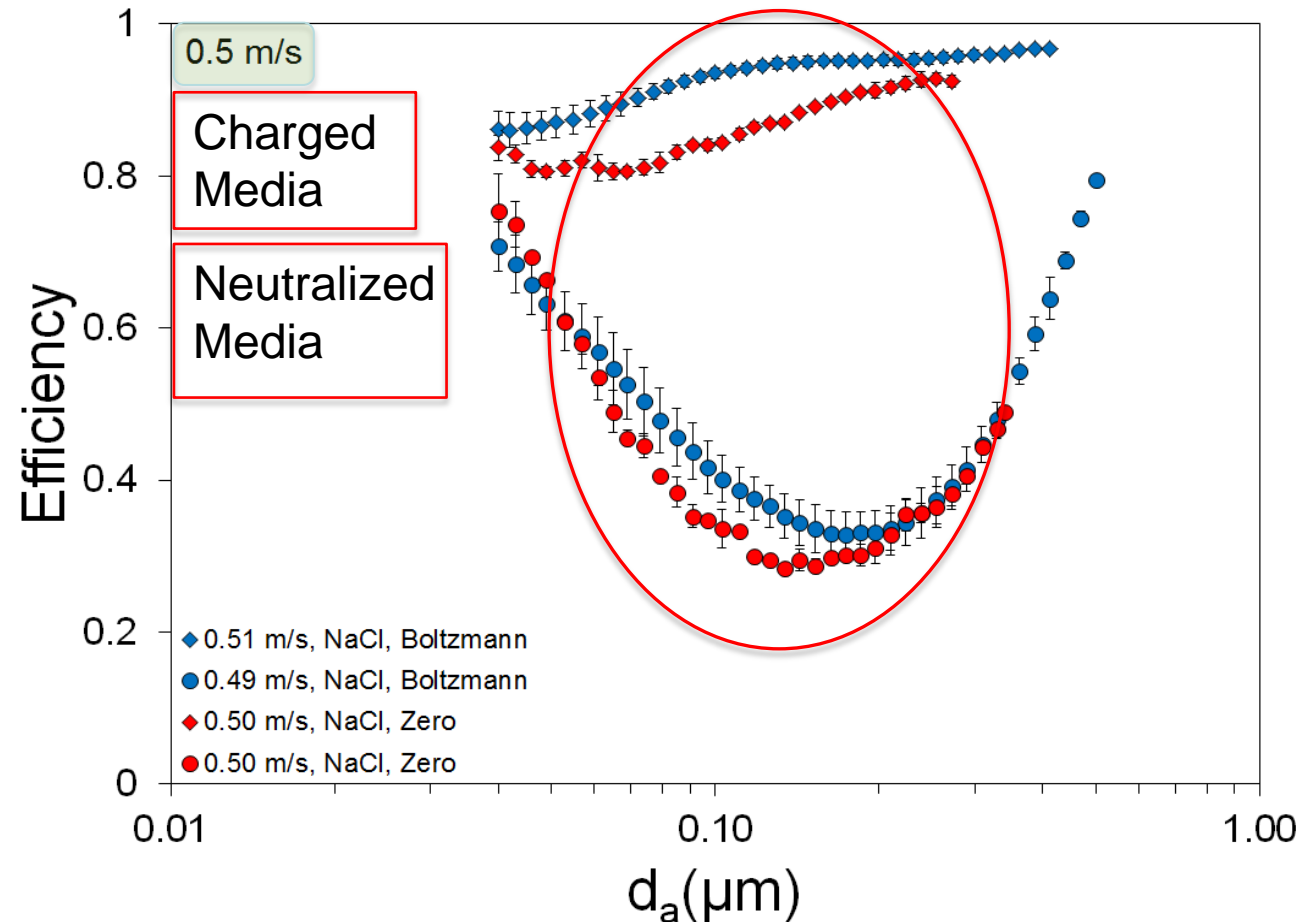 1
0.5 m/s
Charged
Media
0.8
Neutralized
Media
0.6
Efficiency
0.4
0.2
0.51 m/s, NaCl, Boltzmann
0.49 m/s, NaCl, Boltzmann
0.50 m/s, NaCl, Zero
0.50 m/s, NaCl, Zero
0
0.01 0.10 1.00
da(µm)